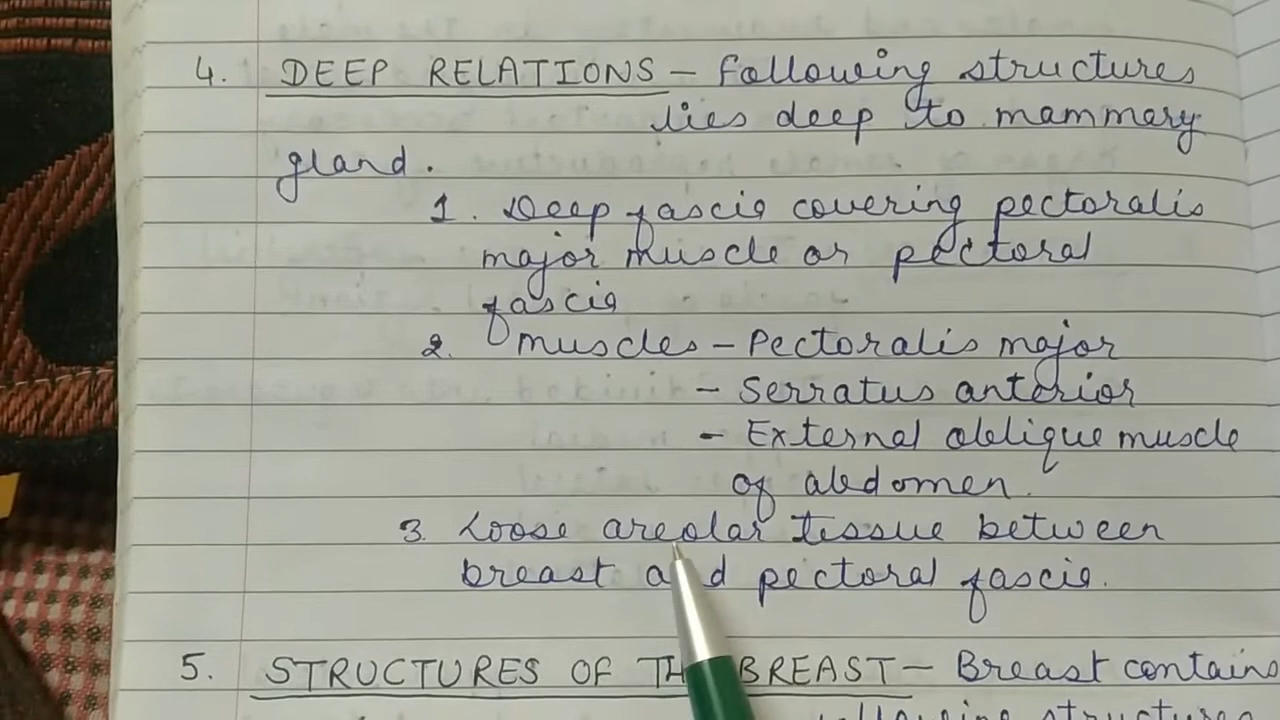 4. DEEP RELATIONS - Following structures
lies deep to mammary
gland.
1. Deep fascia covering pectoralis
major muscle or pectoral
fascia
2. Muscles - Pectoralis major
- Serratus anterior
- External oblique muscle
of abdomen.
3. Loose areolar tissue between
breast and pectoral fascia.
5. STRUCTURES OF THE BREAST - Breast contains
following structures